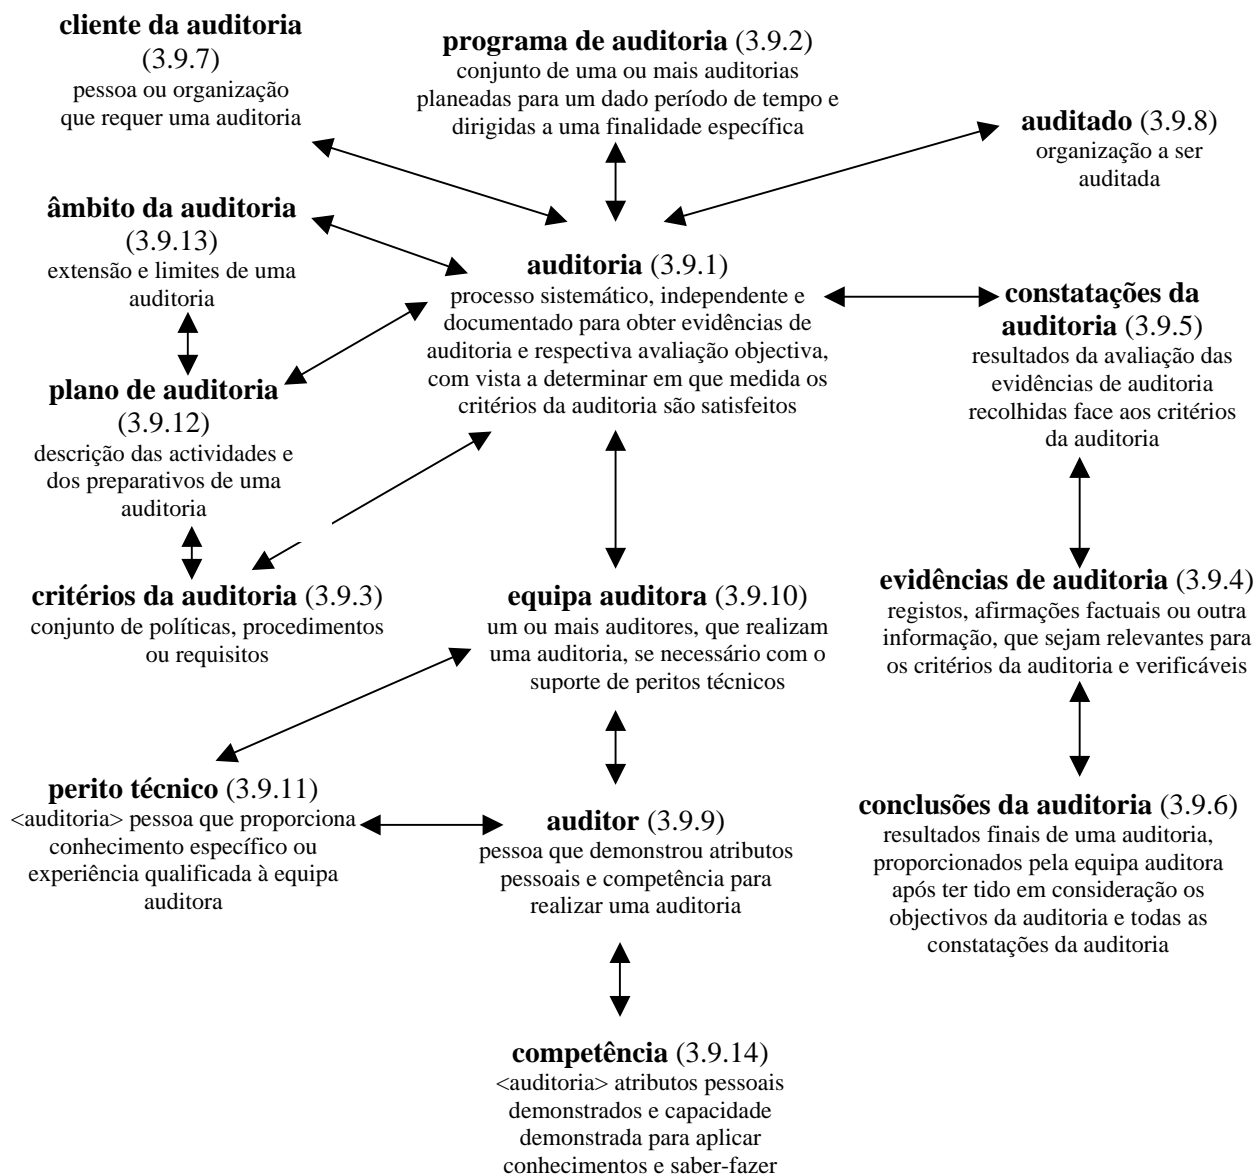 cliente da auditoria
(3.9.7)
pessoa ou organização
que requer uma auditoria
programa de auditoria (3.9.2)
conjunto de uma ou mais auditorias
planeadas para um dado período de tempo e
dirigidas a uma finalidade específica
auditado (3.9.8)
organização a ser
auditada
âmbito da auditoria
(3.9.13)
extensão e limites de uma
auditoria
auditoria (3.9.1)
processo sistemático, independente e
documentado para obter evidências de
auditoria e respectiva avaliação objectiva,
com vista a determinar em que medida os
critérios da auditoria são satisfeitos
constatações da
auditoria (3.9.5)
resultados da avaliação das
evidências de auditoria
recolhidas face aos critérios
da auditoria
plano de auditoria
(3.9.12)
descrição das actividades e
dos preparativos de uma
auditoria
critérios da auditoria (3.9.3)
conjunto de políticas, procedimentos
ou requisitos
equipa auditora (3.9.10)
um ou mais auditores, que realizam
uma auditoria, se necessário com o
suporte de peritos técnicos
evidências de auditoria (3.9.4)
registos, afirmações factuais ou outra
informação, que sejam relevantes para
os critérios da auditoria e verificáveis
perito técnico (3.9.11)
<auditoria> pessoa que proporciona
conhecimento específico ou
experiência qualificada à equipa
auditora
auditor (3.9.9)
pessoa que demonstrou atributos
pessoais e competência para
realizar uma auditoria
conclusões da auditoria (3.9.6)
resultados finais de uma auditoria,
proporcionados pela equipa auditora
após ter tido em consideração os
objectivos da auditoria e todas as
constatações da auditoria
competência (3.9.14)
<auditoria> atributos pessoais
demonstrados e capacidade
demonstrada para aplicar
conhecimentos e saber-fazer